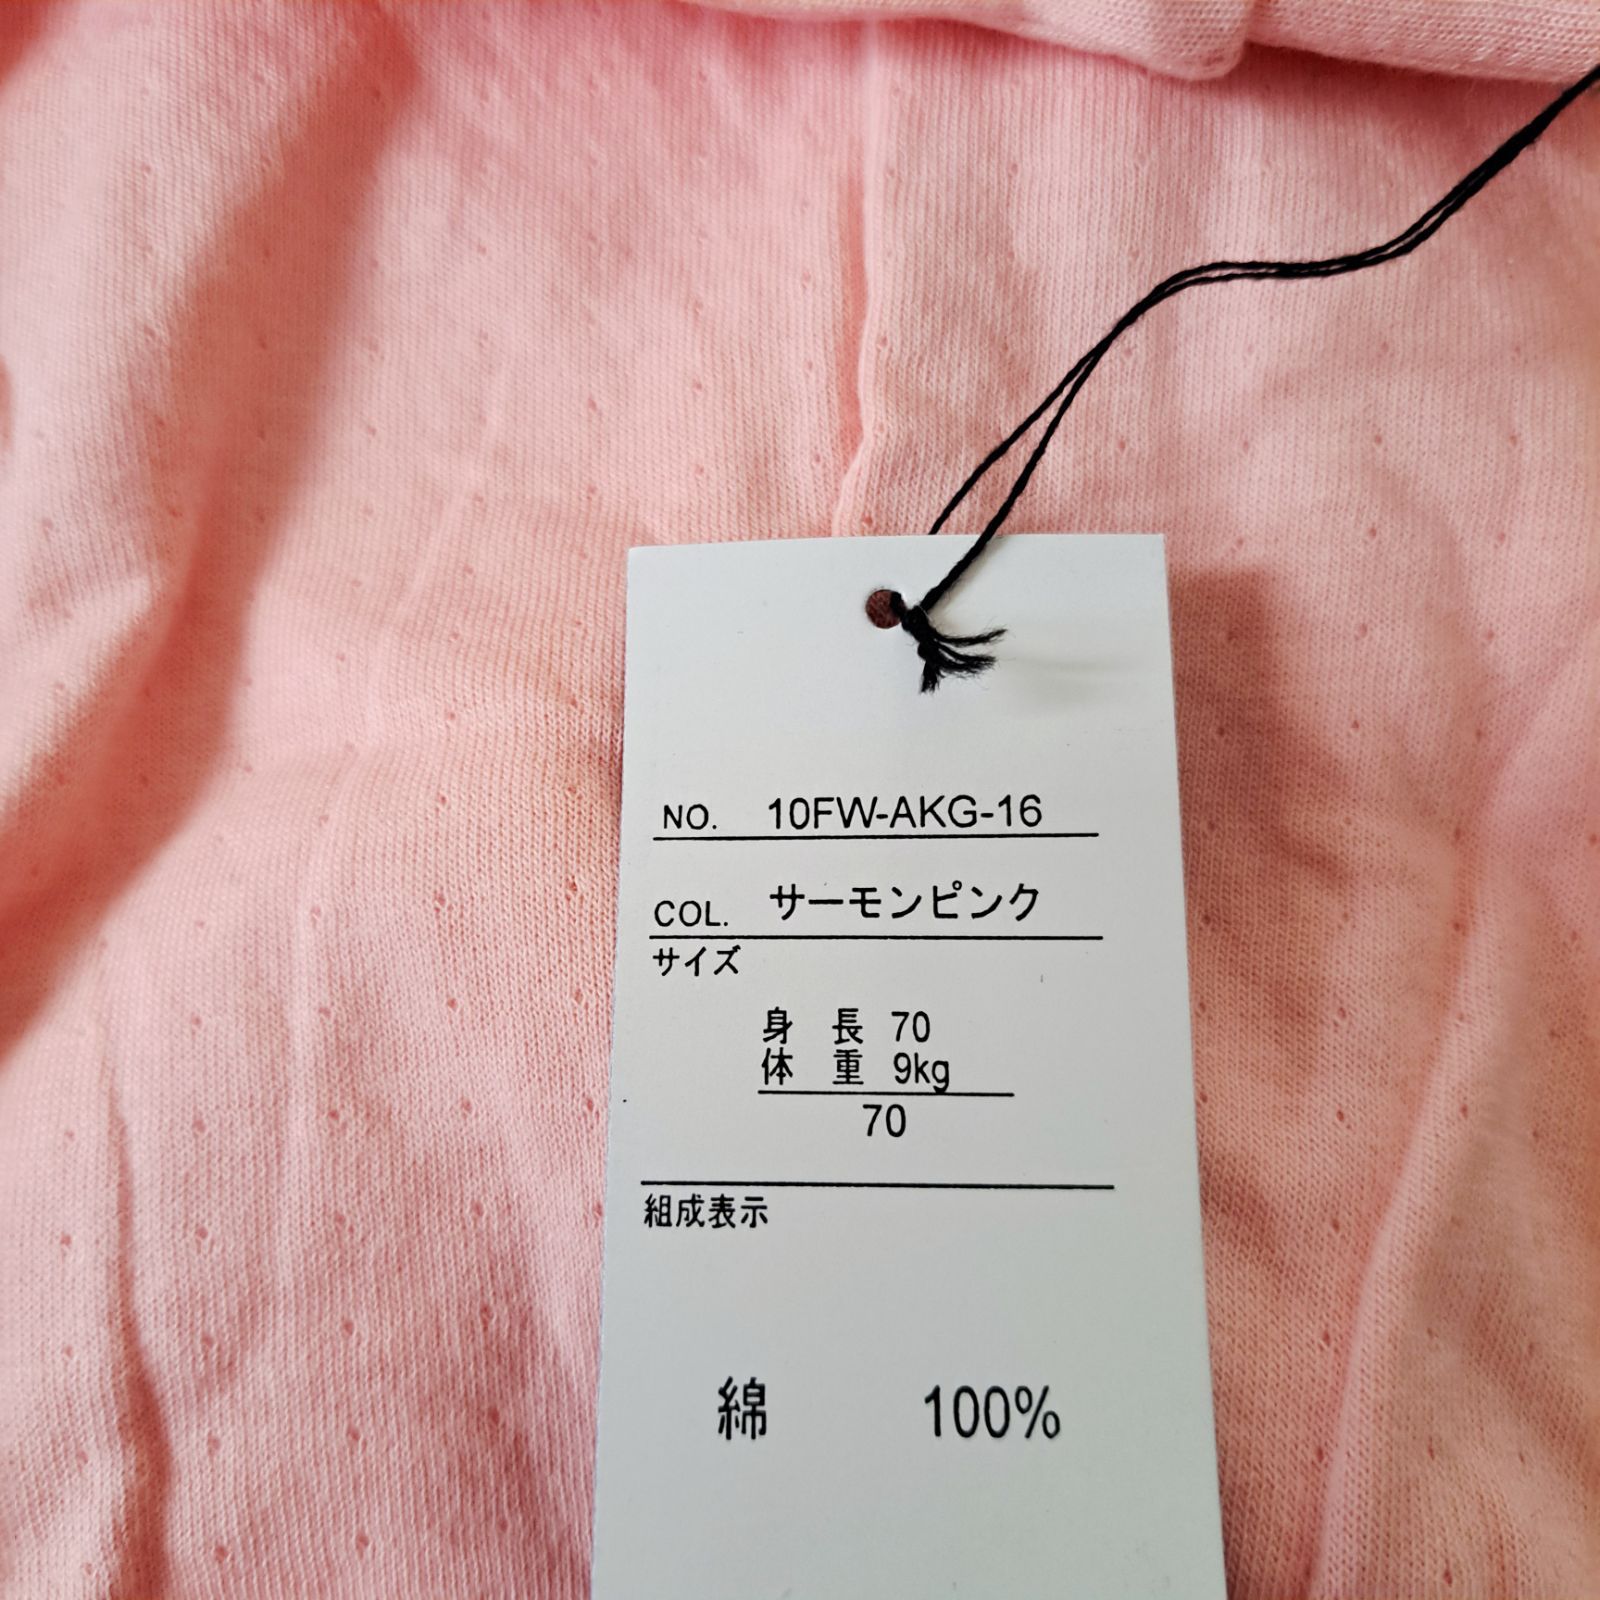 NO. 10FW-AKG-16
COL. サーモンピンク
サイズ
身 長 70
体 重 9kg
70
組成表示
綿 100%